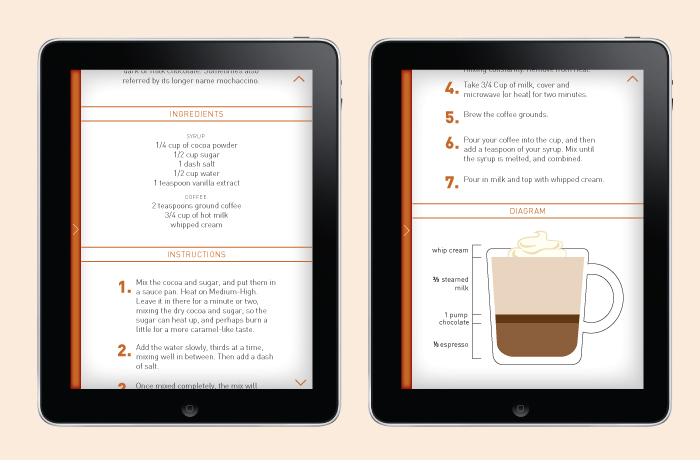 dark or milk chocolate. Sometimes also
referred by its longer name mochaccino.
INGREDIENTS
SYRUP
1/4 cup of cocoa powder
1/2 cup sugar
1 dash salt
1/2 cup water
1 teaspoon vanilla extract
COFFEE
2 teaspoons ground coffee
3/4 cup of hot milk
whipped cream
INSTRUCTIONS
1. Mix the cocoa and sugar, and put them in
a sauce pan. Heat on Medium-High.
Leave it in there for a minute or two,
mixing the dry cocoa and sugar, so the
sugar can heat up, and perhaps burn a
little for a more caramel-like taste.
2. Add the water slowly, thirds at a time,
mixing well in between. Then add a dash
of salt.
3. Once mixed completely, the mix will
mixing constantly. Remove from heat.
4. Take 3/4 Cup of milk, cover and
microwave (or heat) for two minutes.
5. Brew the coffee grounds.
6. Pour your coffee into the cup, and then
add a teaspoon of your syrup. Mix until
the syrup is melted, and combined.
7. Pour in milk and top with whipped cream.
DIAGRAM
whip cream
⅔ steamed
milk
1 pump
chocolate
⅓ espresso